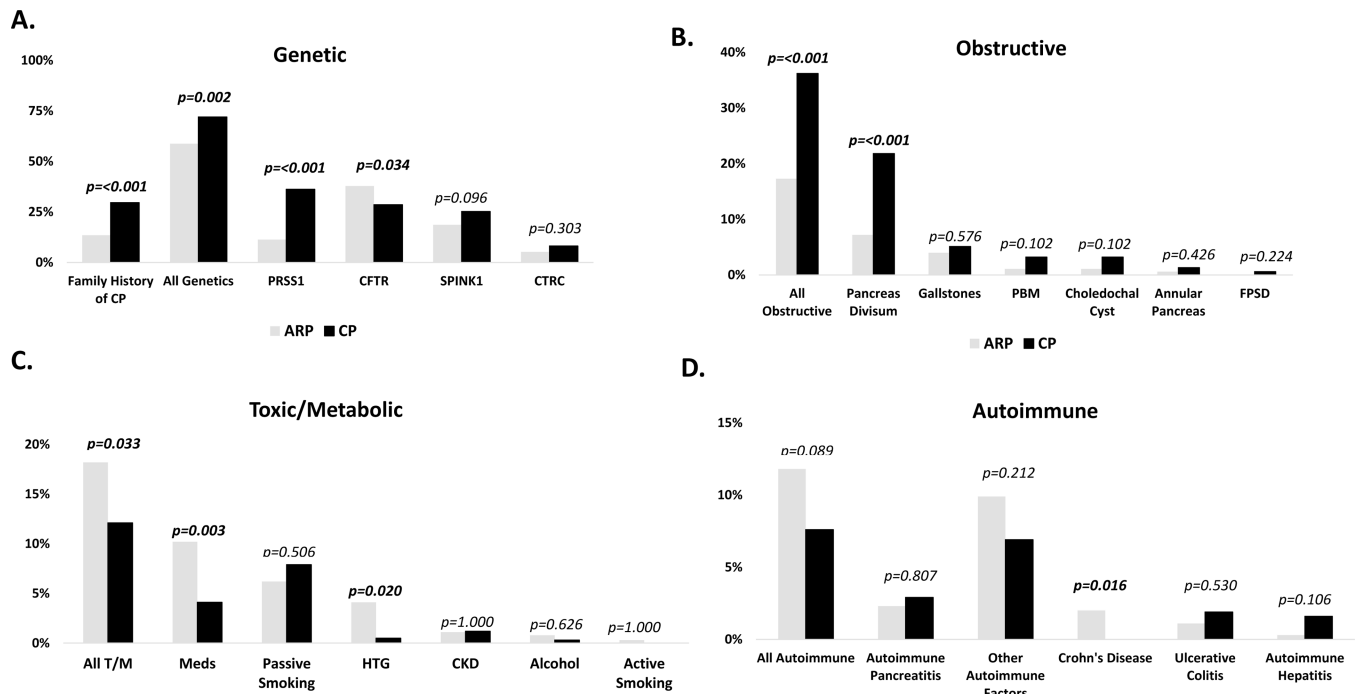 A.
Genetic
100%
75%
50%
25%
0%
p=<0.001
p=0.002
p=<0.001
p=0.034
p=0.096
p=0.303
Family History
of CP
All Genetics
PRSS1
CFTR
SPINK1
CTRC
ARP CP
B.
Obstructive
40%
30%
20%
10%
0%
p=<0.001
p=<0.001
p=0.576
p=0.102
p=0.102
p=0.426
p=0.224
All
Obstructive
Pancreas
Divisum
Gallstones
PBM
Choledochal
Cyst
Annular
Pancreas
FPSD
ARP CP
C.
Toxic/Metabolic
20%
15%
10%
5%
0%
p=0.033
p=0.003
p=0.506
p=0.020
p=1.000
p=0.626
p=1.000
All T/M
Meds
Passive
Smoking
HTG
CKD
Alcohol
Active
Smoking
D.
Autoimmune
15%
10%
5%
0%
p=0.089
p=0.807
p=0.212
p=0.016
p=0.530
p=0.106
All Autoimmune
Autoimmune
Pancreatitis
Other
Autoimmune
Factors
Crohn's Disease
Ulcerative
Colitis
Autoimmune
Hepatitis